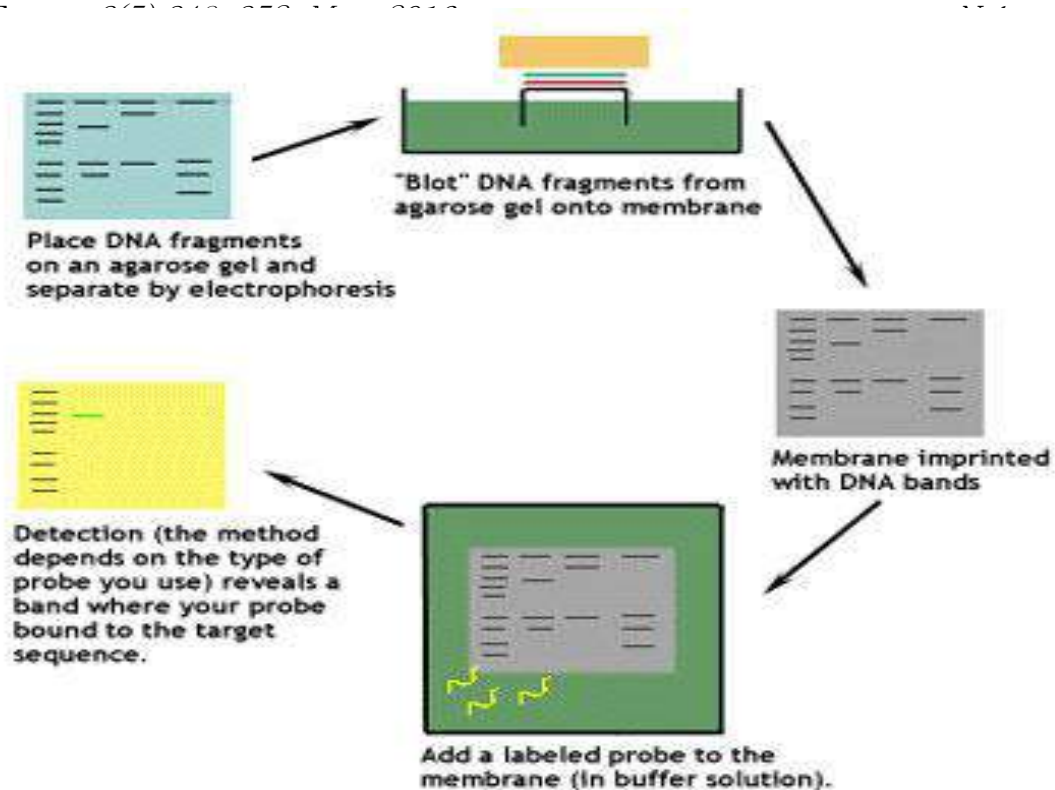 Place DNA fragments
on an agarose gel and
separate by electrophoresis
"Blot" DNA fragments from
agarose gel onto membrane
Membrane imprinted
with DNA bands
Add a labeled probe to the
membrane (in buffer solution).
Detection (the method
depends on the type of
probe you use) reveals a
band where your probe
bound to the target
sequence.